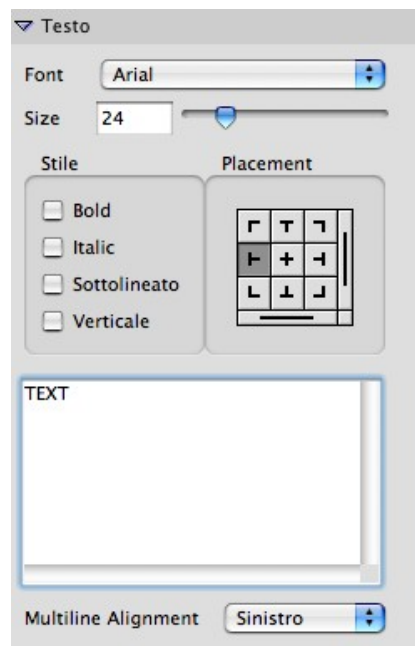 Testo
Font Arial
Size 24
Stile Placement
Bold
Italic
Sottolineato
Verticale
TEXT
Multiline Alignment Sinistro